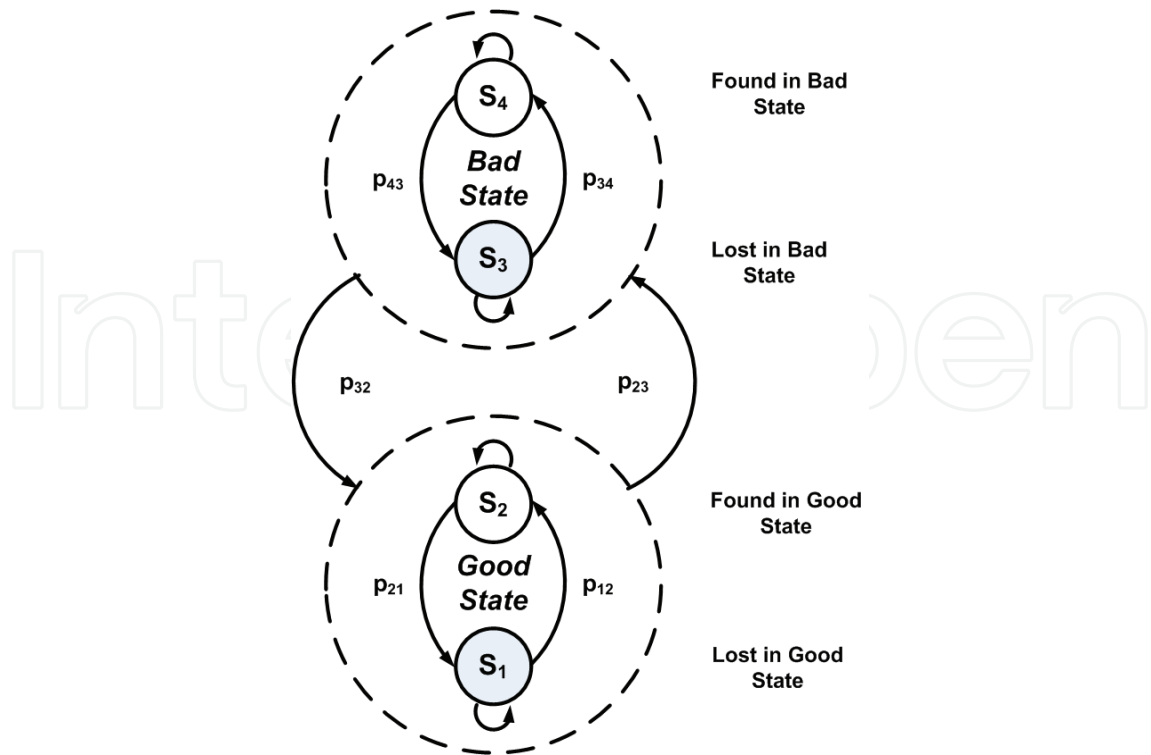 S4
Found in Bad
State
Bad
State
p43
p34
S3
Lost in Bad
State
p32
p23
S2
Found in Good
State
Good
State
p21
p12
S1
Lost in Good
State